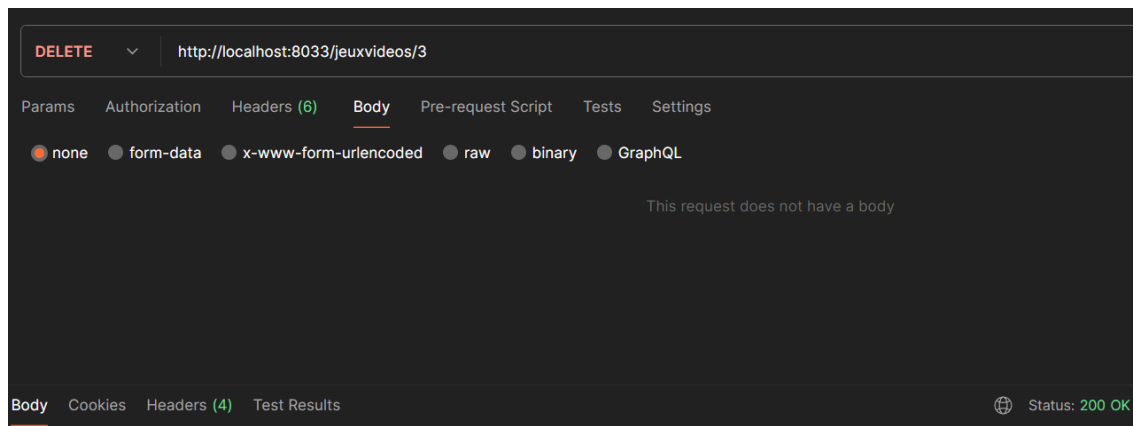 DELETE http://localhost:8033/jeuxvideos/3
Params Authorization Headers (6) Body Pre-request Script Tests Settings
none form-data x-www-form-urlencoded raw binary GraphQL
This request does not have a body
Body Cookies Headers (4) Test Results Status: 200 OK